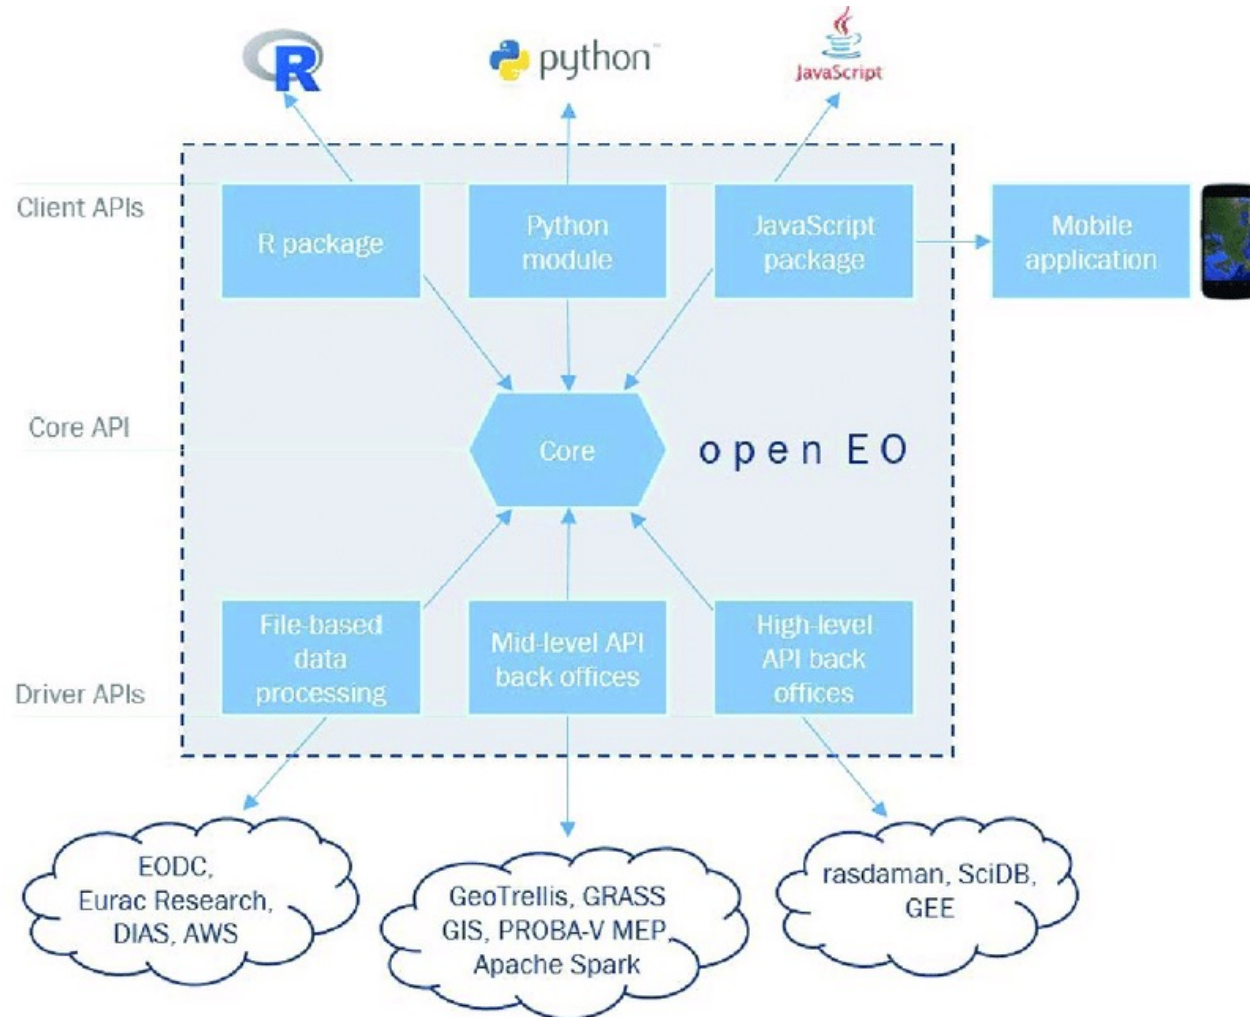 R
python™
JavaScript
Client APIs
R package
Python
module
JavaScript
package
Mobile
application
Core API
Core
open EO
Driver APIs
File-based
data
processing
Mid-level API
back offices
High-level
API back
offices
EODC,
Eurac Research,
DIAS, AWS
GeoTrellis, GRASS
GIS, PROBA-V MEP,
Apache Spark
rasdaman, SciDB,
GEE